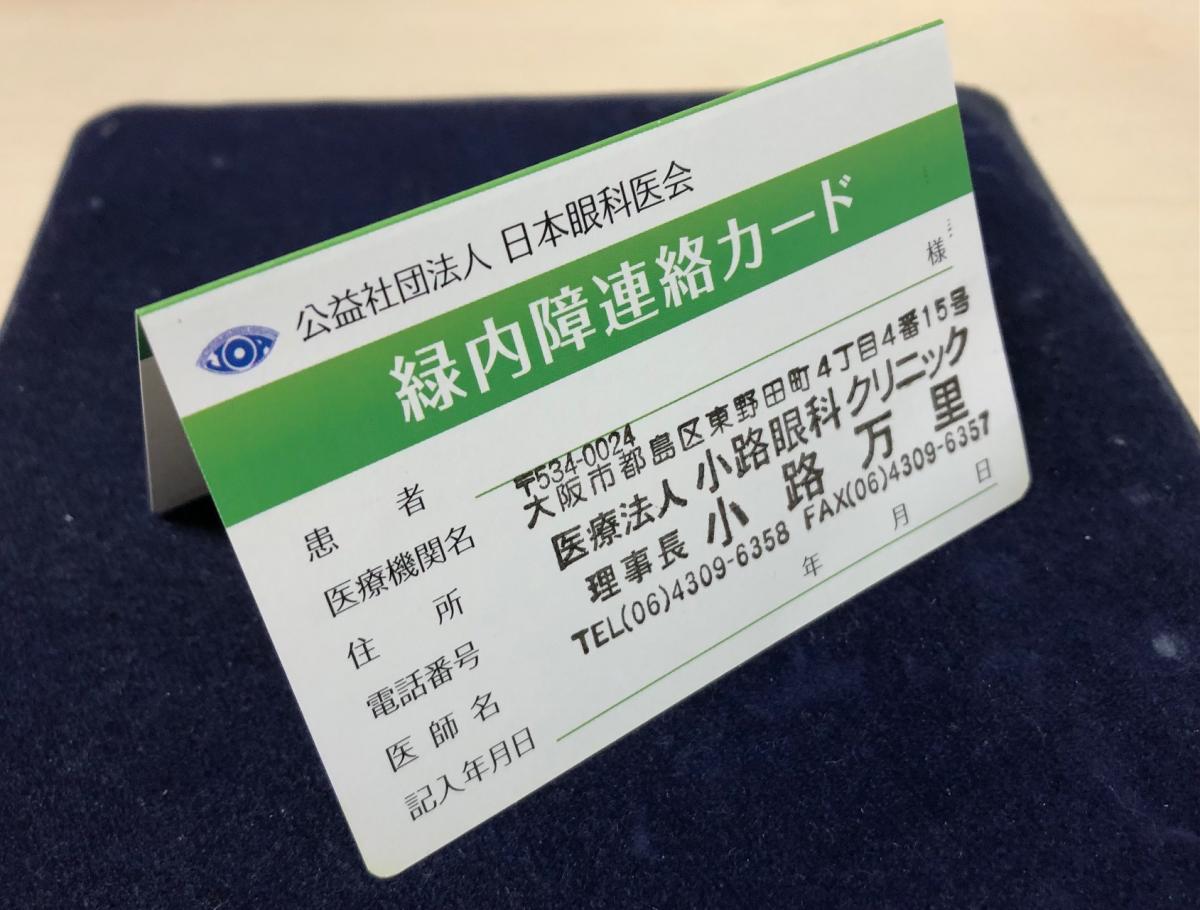 公益社団法人 日本眼科医会
JOA
緑内障連絡カード
患者 様
医療機関名
住所
電話番号
医師名
記入年月日 年 月 日
〒534-0024
大阪市都島区東野田町4丁目4番15号
医療法人 小路眼科クリニック
理事長 小路 万里
TEL(06)4309-6358 FAX(06)4309-6357